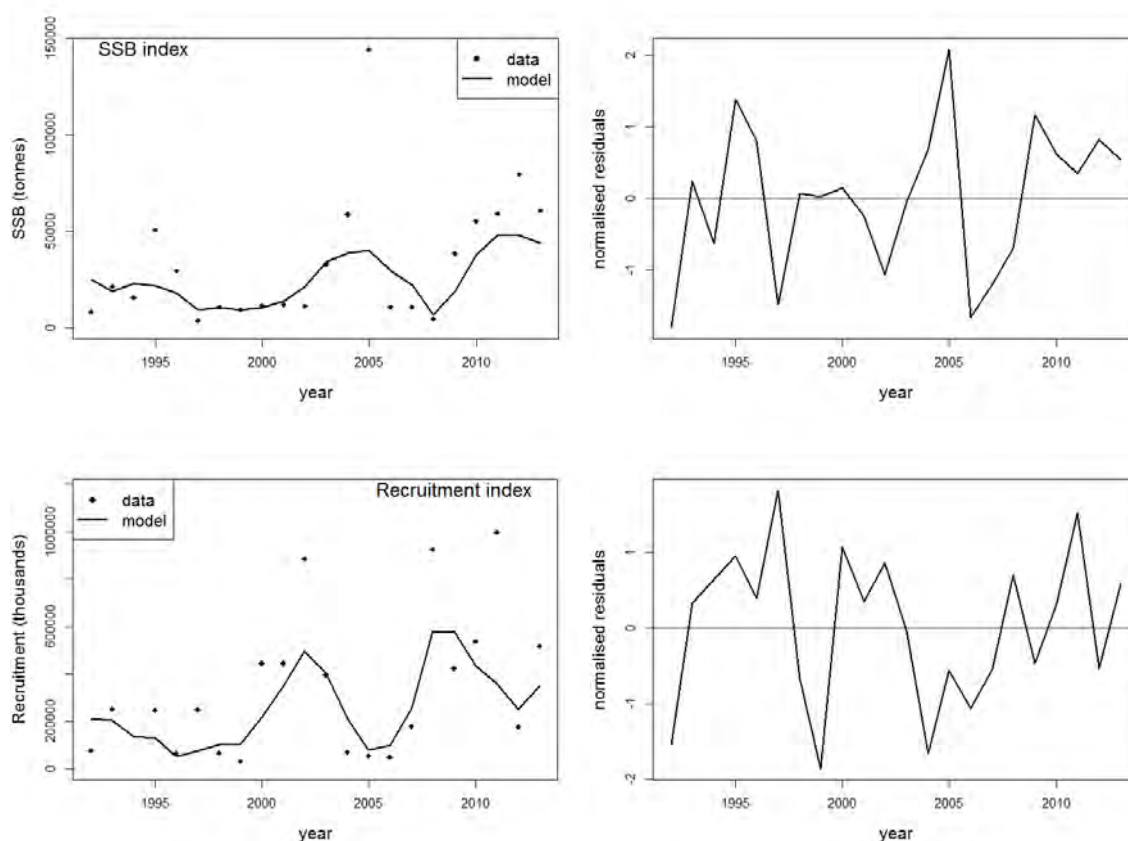 SSB index
data
model
150000
100000
50000
0
SSB (tonnes)
1995
2000
2005
2010
year
2
1
0
-1
normalised residuals
1995
2000
2005
2010
year
Recruitment index
data
model
1000000
600000
200000
0
Recruitment (thousands)
1995
2000
2005
2010
year
1
0
-1
-2
normalised residuals
1995
2000
2005
2010
year